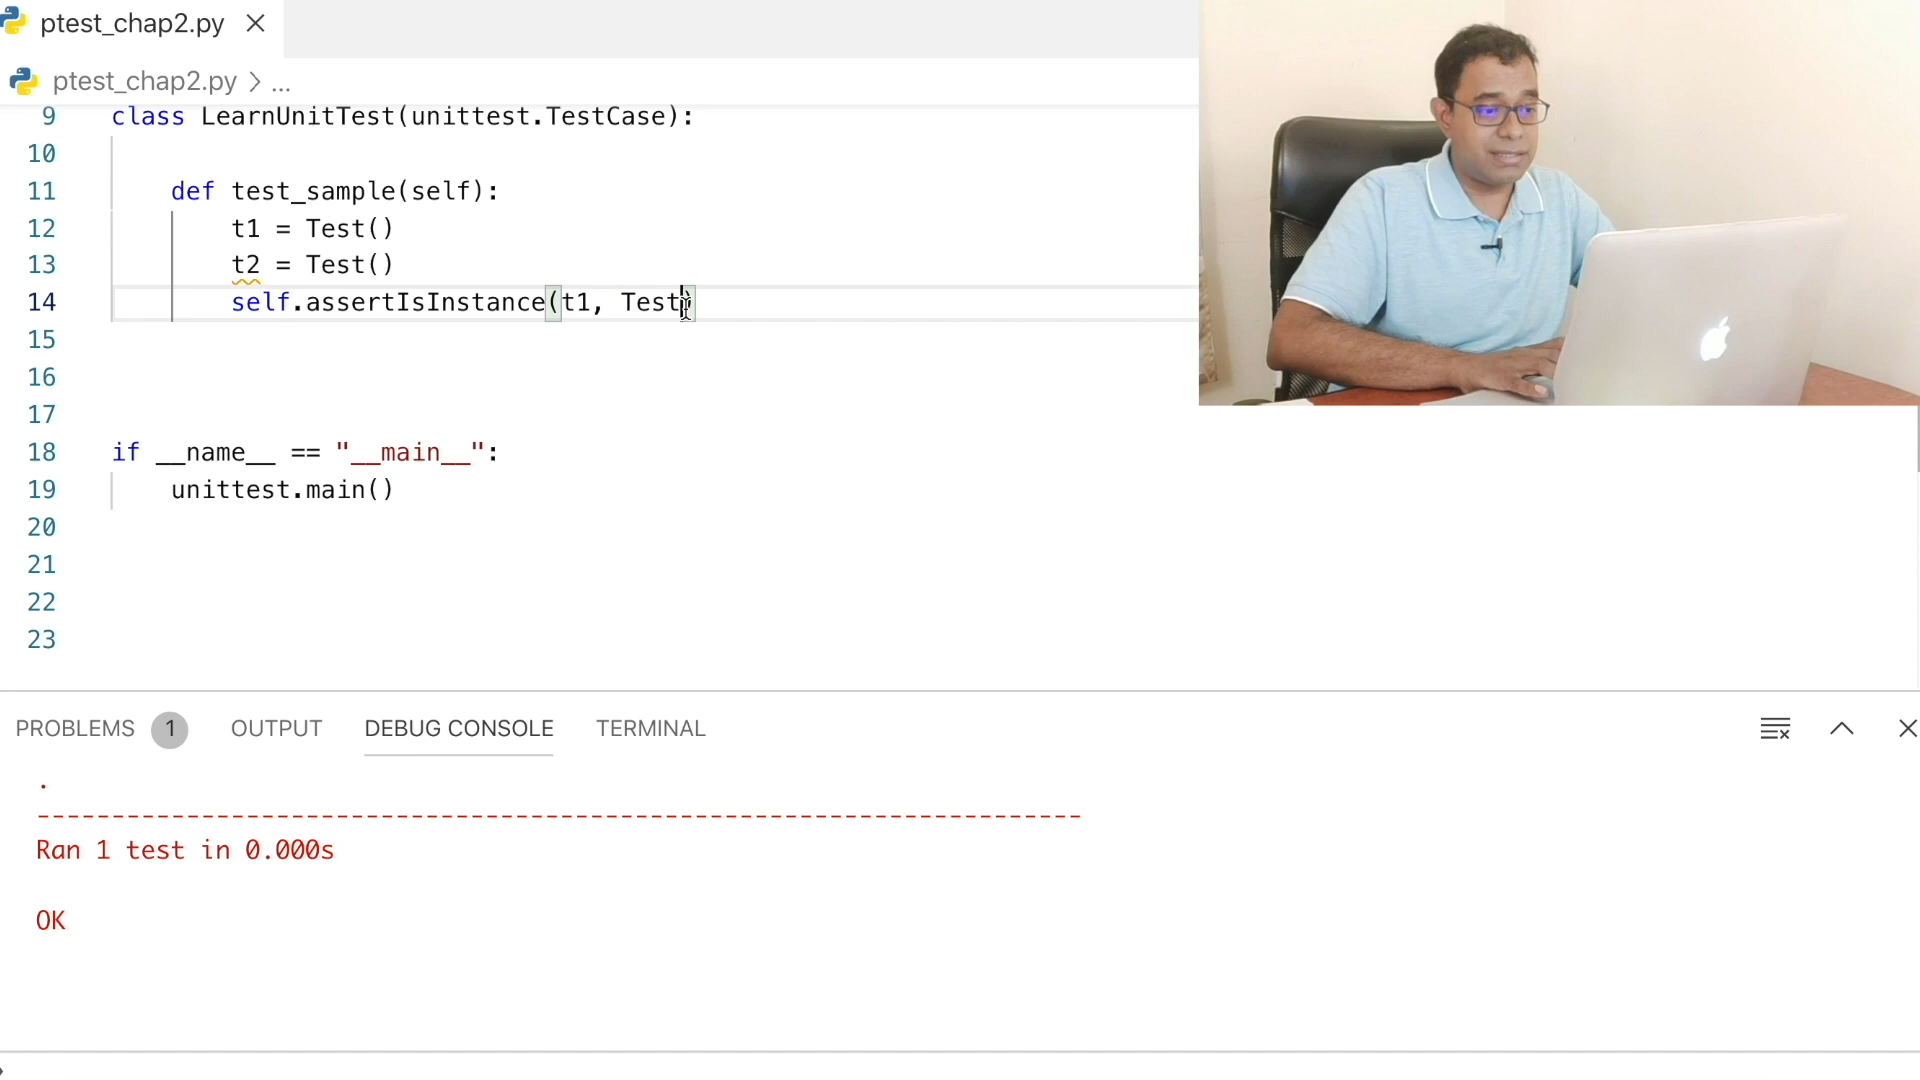 ptest_chap2.py
ptest_chap2.py > ...
9 class LearnUnitTest(unittest.TestCase):
10
11 def test_sample(self):
12 t1 = Test()
13 t2 = Test()
14 self.assertIsInstance(t1, Test)
15
16
17
18 if __name__ == "__main__":
19 unittest.main()
20
21
22
23
PROBLEMS 1 OUTPUT DEBUG CONSOLE TERMINAL
.
----------------------------------------------------------------------
Ran 1 test in 0.000s
OK